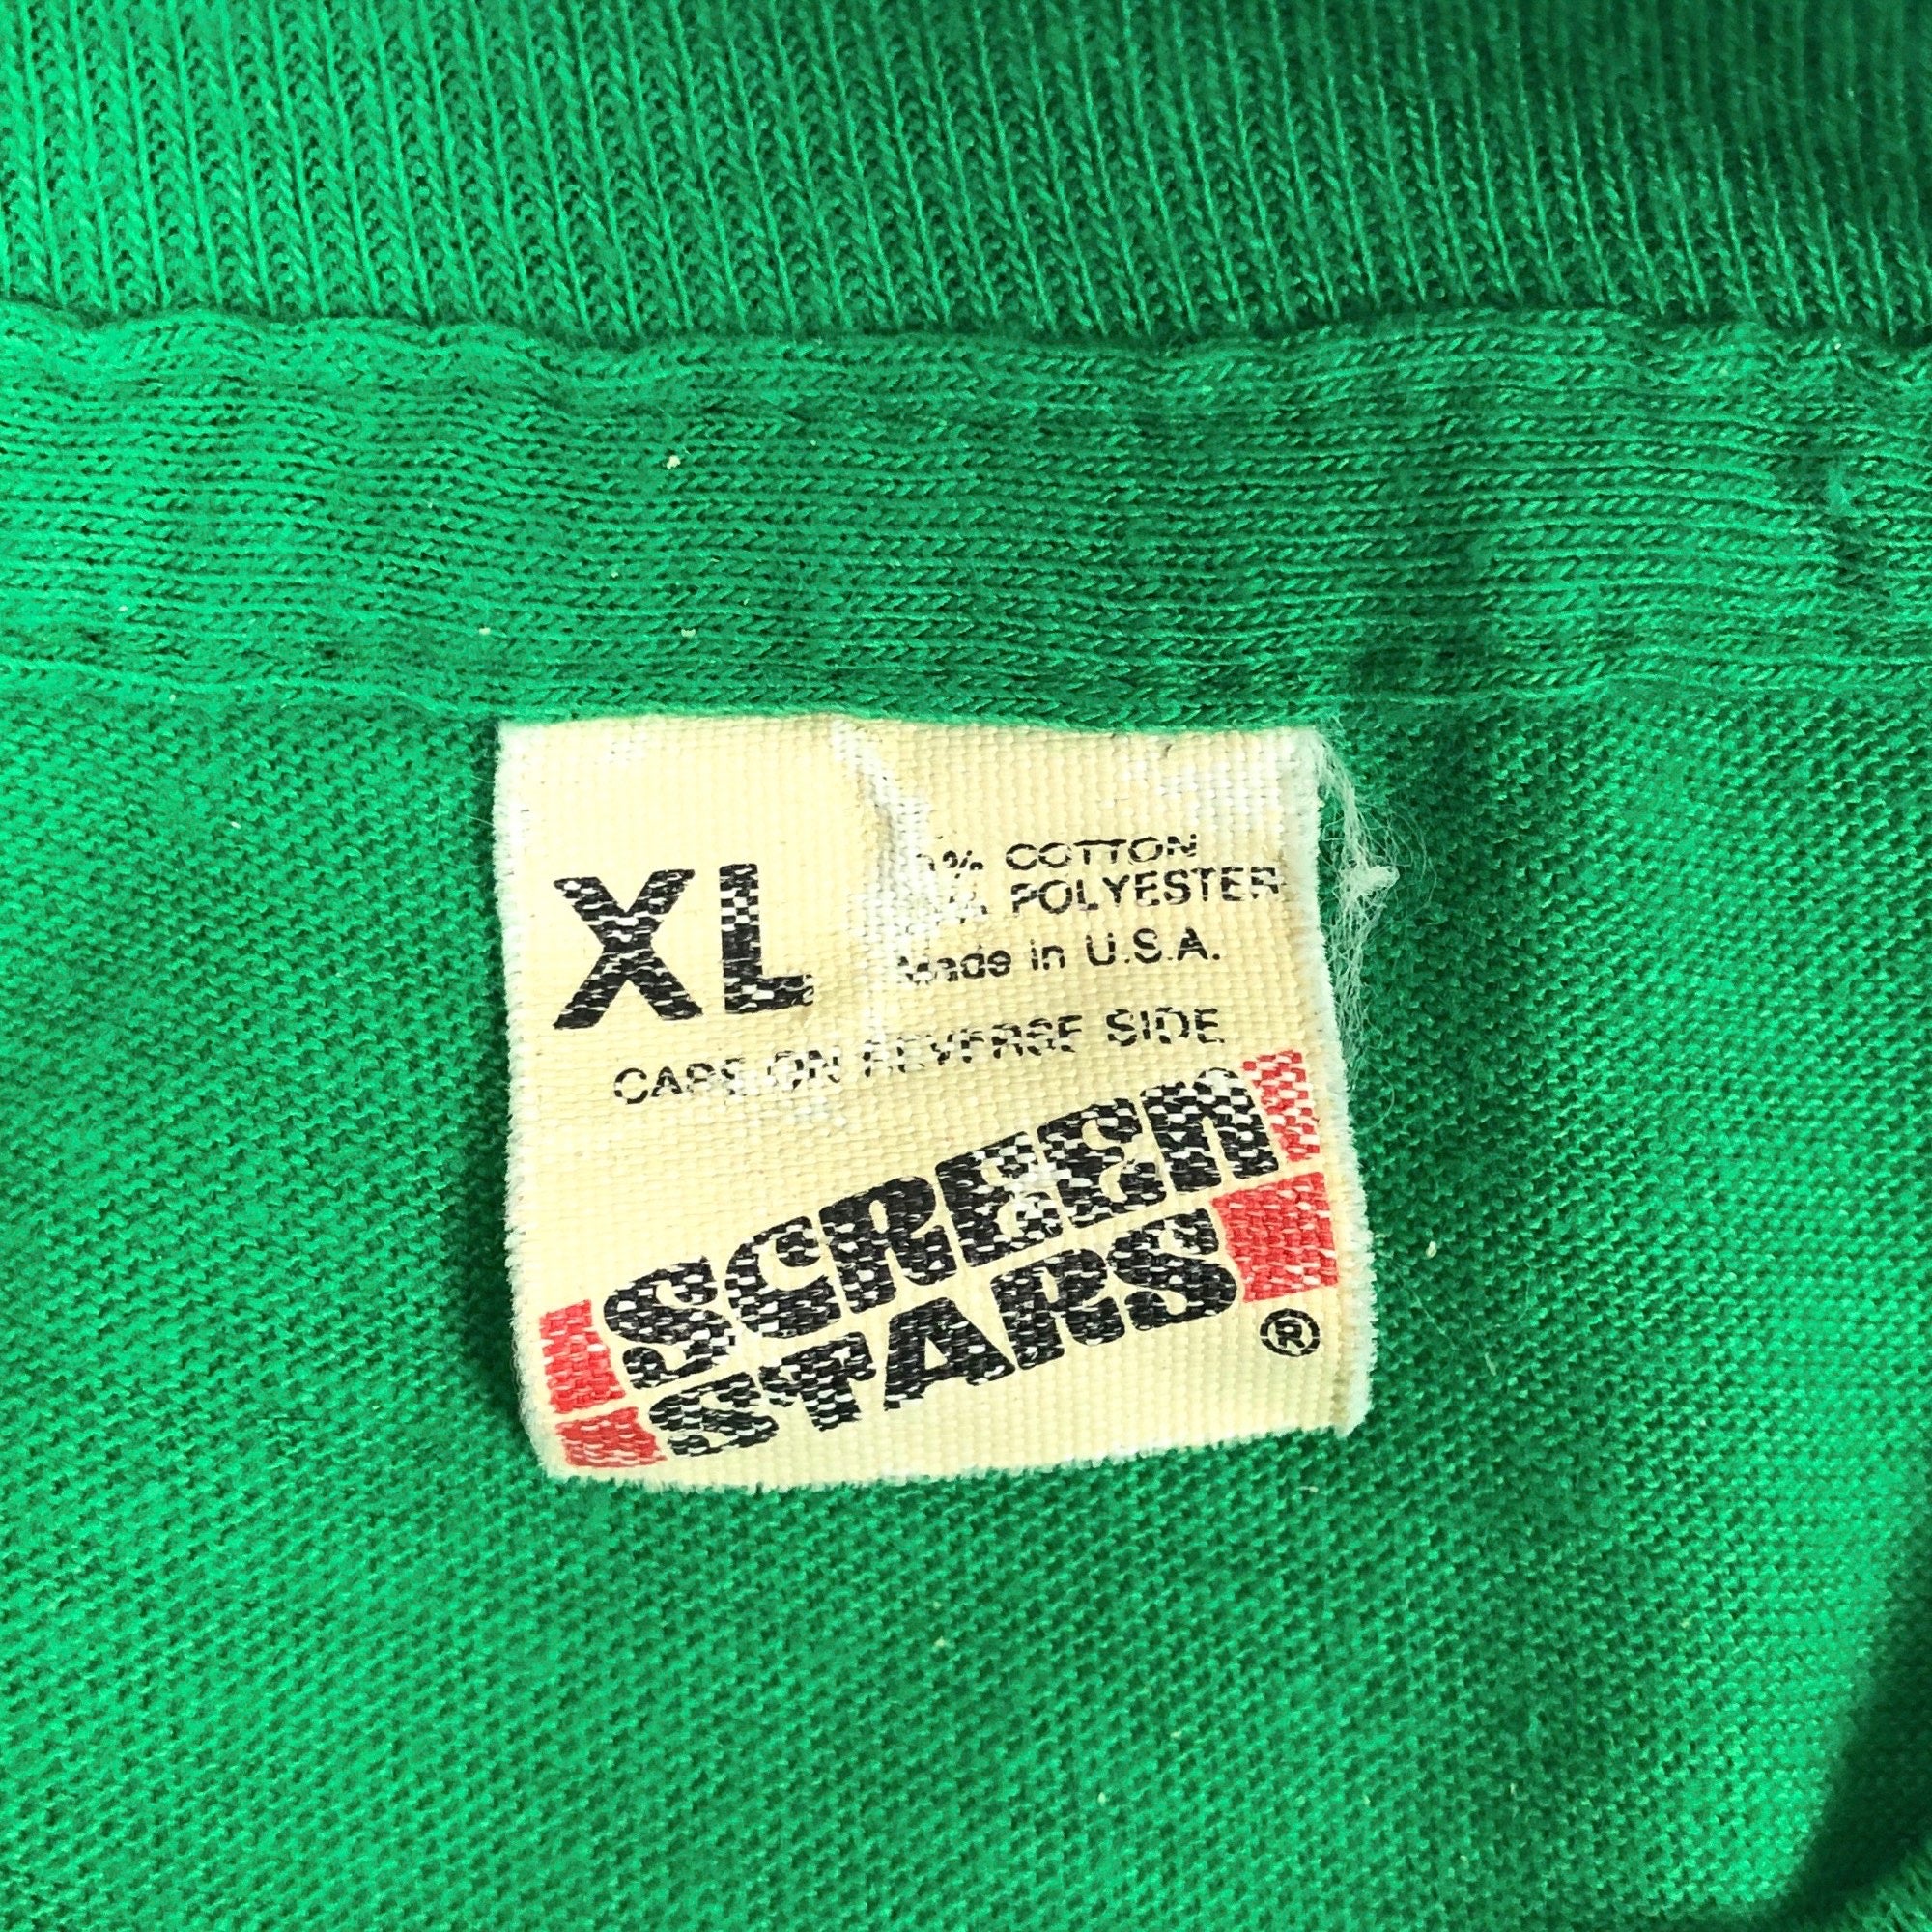 XL
% COTTON
% POLYESTER
Made in U.S.A.
CARE ON REVERSE SIDE
SCREEN
STARS
®